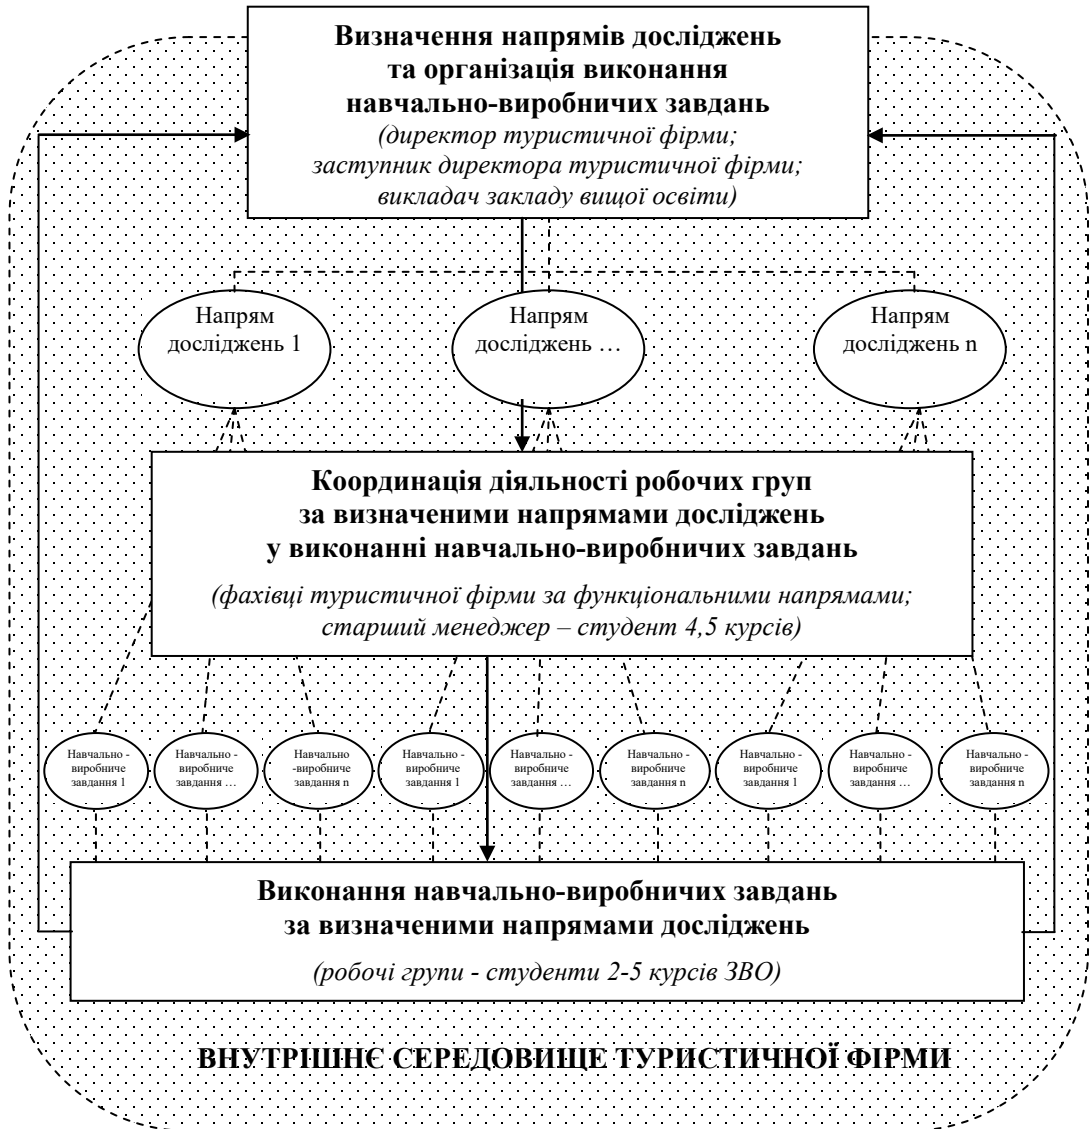 Визначення напрямів досліджень
та організація виконання
навчально-виробничих завдань
(директор туристичної фірми;
заступник директора туристичної фірми;
викладач закладу вищої освіти)
Напрям
досліджень 1
Напрям
досліджень …
Напрям
досліджень n
Координація діяльності робочих груп
за визначеними напрямами досліджень
у виконанні навчально-виробничих завдань
(фахівці туристичної фірми за функціональними напрямами;
старший менеджер – студент 4,5 курсів)
Навчально -
виробниче
завдання 1
Навчально -
виробниче
завдання …
Навчально
-виробниче
завдання n
Навчально -
виробниче
завдання 1
Навчально -
виробниче
завдання …
Навчально -
виробниче
завдання n
Навчально -
виробниче
завдання 1
Навчально -
виробниче
завдання …
Навчально -
виробниче
завдання n
Виконання навчально-виробничих завдань
за визначеними напрямами досліджень
(робочі групи - студенти 2-5 курсів ЗВО)
ВНУТРІШНЄ СЕРЕДОВИЩЕ ТУРИСТИЧНОЇ ФІРМИ